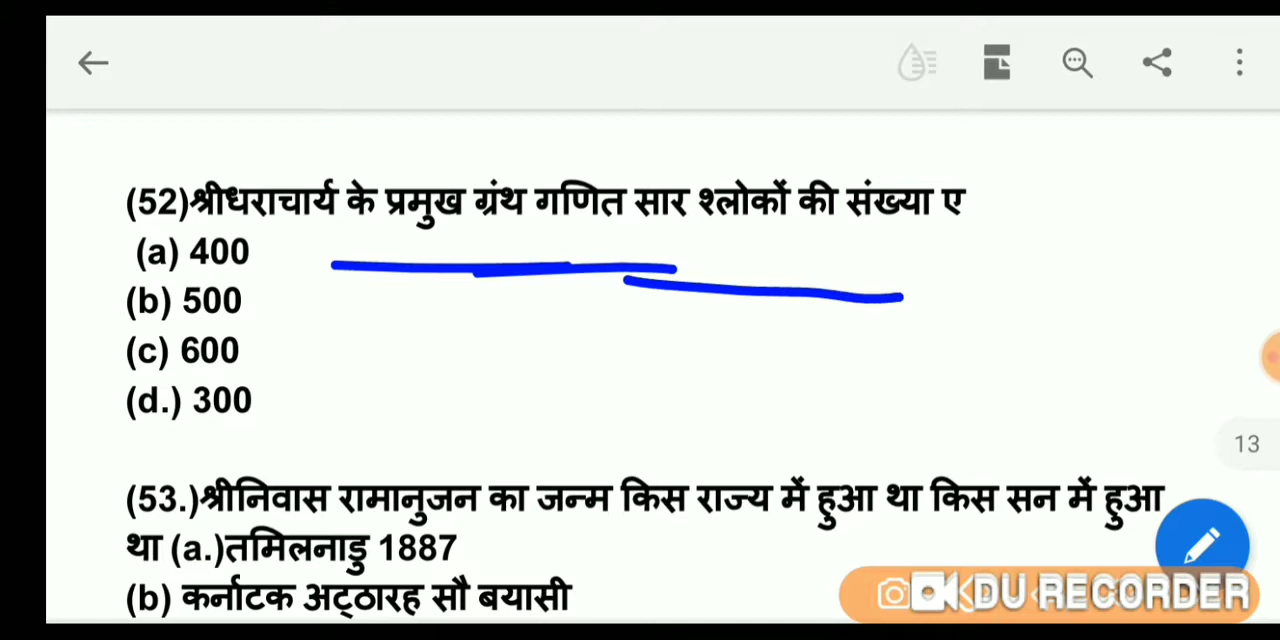 (52)श्रीधराचार्य के प्रमुख ग्रंथ गणित सार श्लोकों की संख्या ए
(a) 400
(b) 500
(c) 600
(d.) 300
13
(53.)श्रीनिवास रामानुजन का जन्म किस राज्य में हुआ था किस सन में हुआ
था (a.)तमिलनाडु 1887
(b) कर्नाटक अट्ठारह सौ बयासी
DU RECORDER